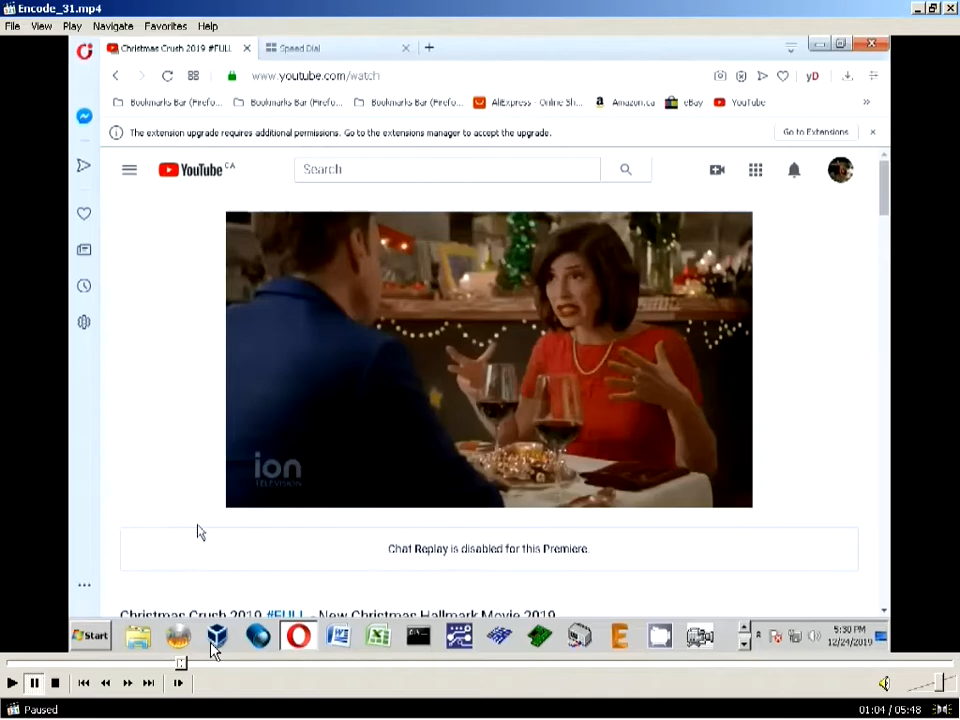 Encode_31.mp4
File View Play Navigate Favorites Help
Christmas Crush 2019 #FULL
Speed Dial
www.youtube.com/watch
yD
Bookmarks Bar (Firefo...
Bookmarks Bar (Firefo...
Bookmarks Bar (Firefo...
AliExpress - Online Sh...
Amazon.ca
eBay
YouTube
The extension upgrade requires additional permissions. Go to the extensions manager to accept the upgrade.
Go to Extensions
YouTube CA
Search
ion
TELEVISION
Chat Replay is disabled for this Premiere.
Christmas Crush 2019 #FULL - New Christmas Hallmark Movie 2019
Start
5:30 PM
12/24/2019
Paused
01:04 / 05:48